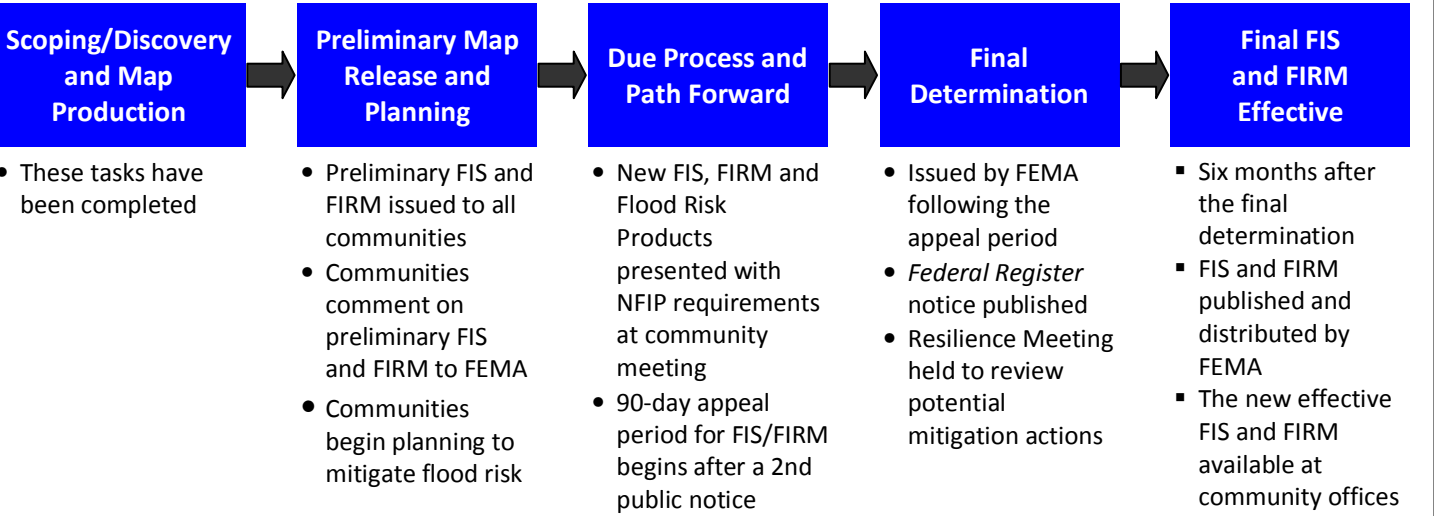 Scoping/Discovery
and Map
Production
• These tasks have
been completed
Preliminary Map
Release and
Planning
• Preliminary FIS and
FIRM issued to all
communities
• Communities
comment on
preliminary FIS
and FIRM to FEMA
• Communities
begin planning to
mitigate flood risk
Due Process and
Path Forward
• New FIS, FIRM and
Flood Risk
Products
presented with
NFIP requirements
at community
meeting
• 90-day appeal
period for FIS/FIRM
begins after a 2nd
public notice
Final
Determination
• Issued by FEMA
following the
appeal period
• Federal Register
notice published
• Resilience Meeting
held to review
potential
mitigation actions
Final FIS
and FIRM
Effective
▪ Six months after
the final
determination
▪ FIS and FIRM
published and
distributed by
FEMA
▪ The new effective
FIS and FIRM
available at
community offices